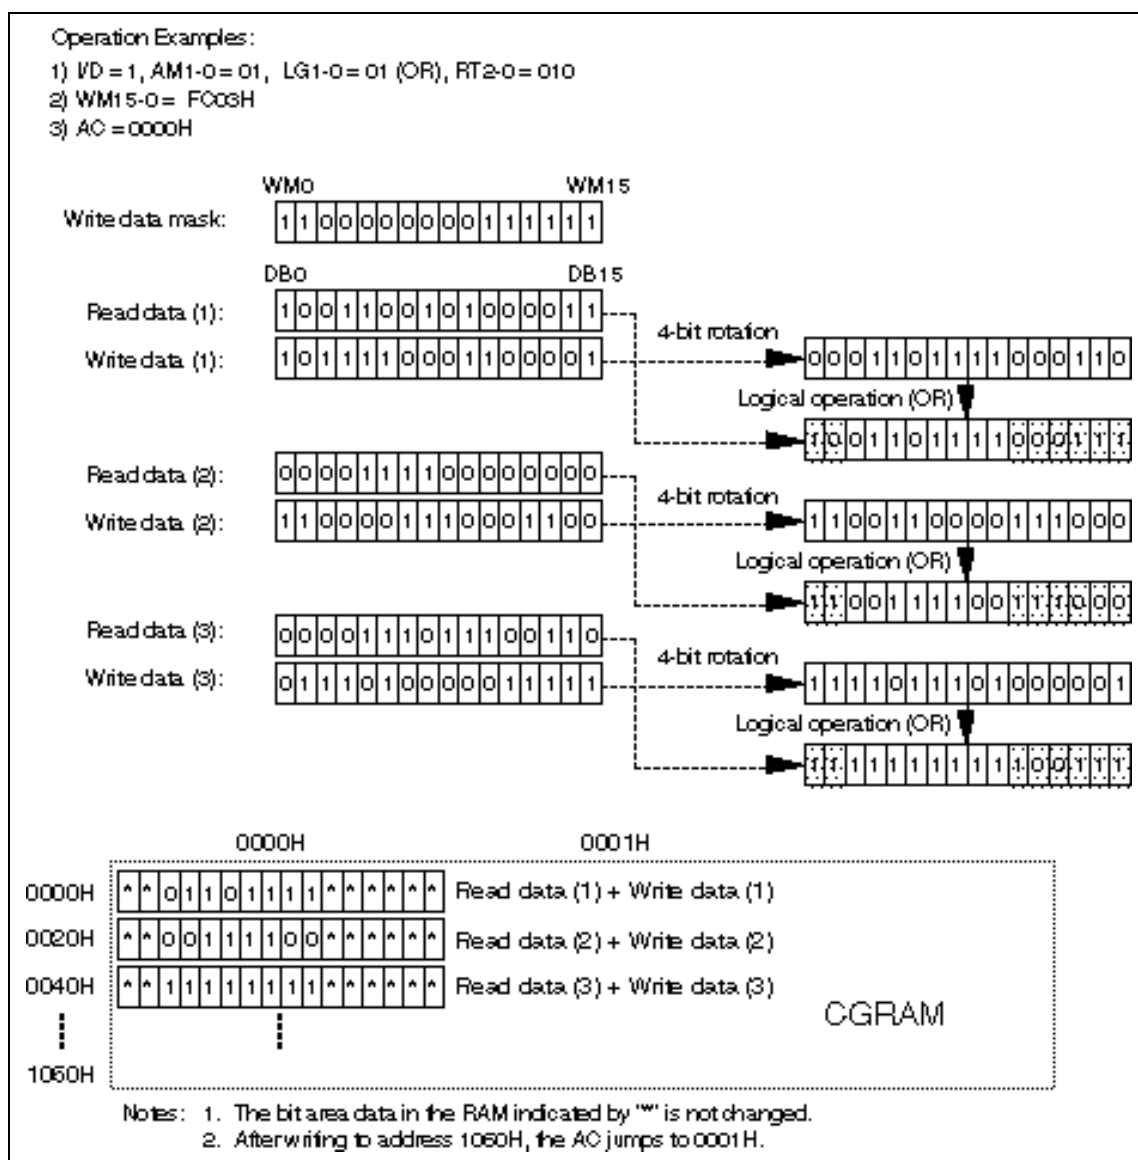 Operation Examples:
1) I/D = 1, AM1-0 = 01, LG1-0 = 01 (OR), RT2-0 = 010
2) WM15-0 = FC03H
3) AC = 0000H
WM0 WM15
Write data mask: 1 1 0 0 0 0 0 0 0 0 1 1 1 1 1 1
DB0 DB15
Read data (1): 1 0 0 1 1 0 0 1 0 1 0 0 0 0 1 1
4-bit rotation
Write data (1): 1 0 1 1 1 1 0 0 0 1 1 0 0 0 0 1 0 0 0 1 1 0 1 1 1 1 0 0 0 1 1 0
Logical operation (OR)
1 0 0 1 1 0 1 1 1 1 0 0 0 1 1 1
Read data (2): 0 0 0 0 1 1 1 1 0 0 0 0 0 0 0 0
4-bit rotation
Write data (2): 1 1 0 0 0 0 1 1 1 0 0 0 1 1 0 0 1 1 0 0 1 1 0 0 0 0 1 1 1 0 0 0
Logical operation (OR)
1 1 0 0 1 1 1 1 0 0 1 1 1 0 0 0
Read data (3): 0 0 0 0 1 1 1 0 1 1 1 0 0 1 1 0
4-bit rotation
Write data (3): 0 1 1 1 0 1 0 0 0 0 0 1 1 1 1 1 1 1 1 1 0 1 1 1 0 1 0 0 0 0 0 1
Logical operation (OR)
1 1 1 1 1 1 1 1 1 1 1 0 0 1 1 1
0000H 0001H
0000H * * 0 1 1 0 1 1 1 1 * * * * * * Read data (1) + Write data (1)
0020H * * 0 0 1 1 1 1 0 0 * * * * * * Read data (2) + Write data (2)
0040H * * 1 1 1 1 1 1 1 1 * * * * * * Read data (3) + Write data (3)
CGRAM
1060H
Notes: 1. The bit area data in the RAM indicated by "*" is not changed.
2. After writing to address 1060H, the AC jumps to 0001H.